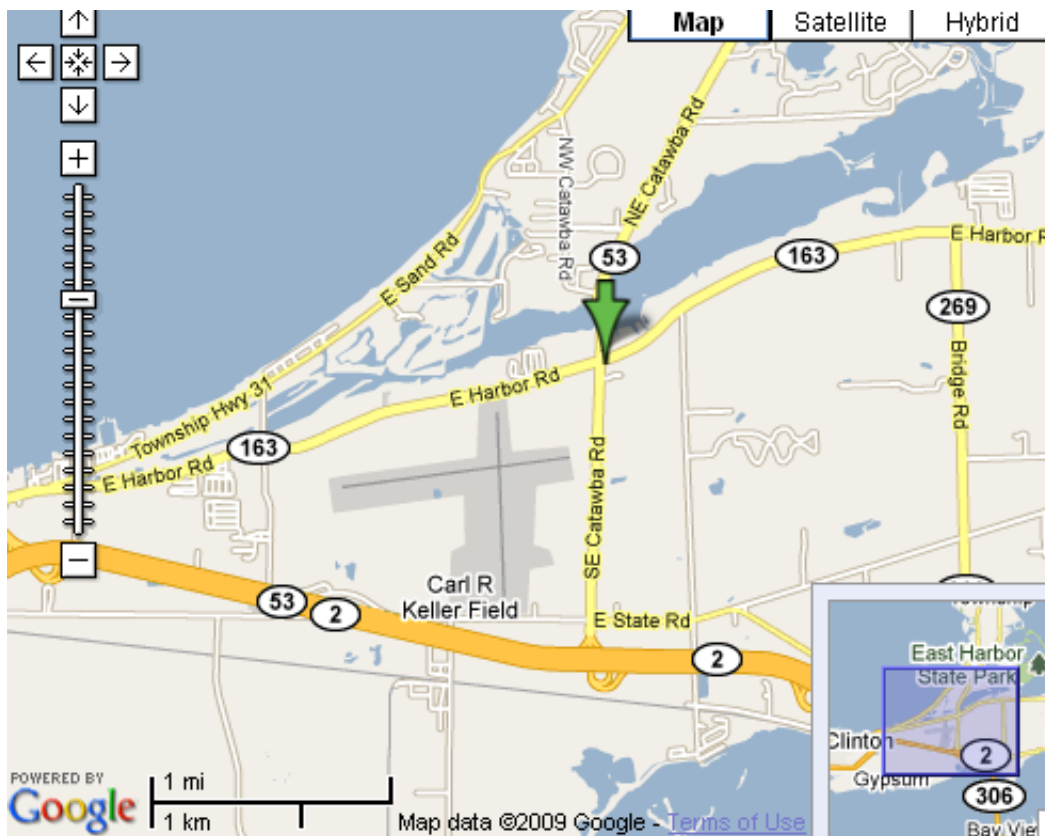 Map
Satellite
Hybrid
NW Catawba Rd
NE Catawba Rd
53
163
E Harbor R
E Sand Rd
269
Bridge Rd
E Harbor Rd
Township Hwy 31
163
E Harbor Rd
SE Catawba Rd
Carl R
Keller Field
53
2
E State Rd
2
East Harbor
State Park
Clinton
2
Gypsum
306
Bay Vie
POWERED BY
Google
1 mi
1 km
Map data ©2009 Google - Terms of Use